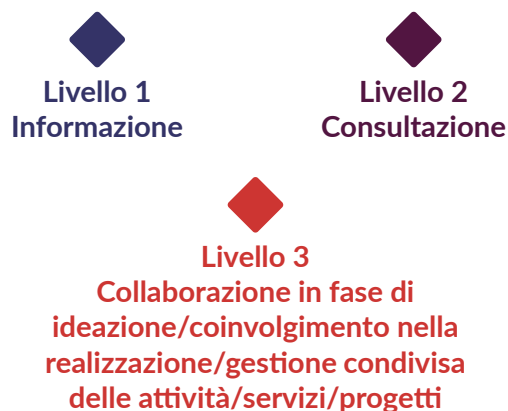 Livello 1
Informazione
Livello 2
Consultazione
Livello 3
Collaborazione in fase di
ideazione/coinvolgimento nella
realizzazione/gestione condivisa
delle attività/servizi/progetti